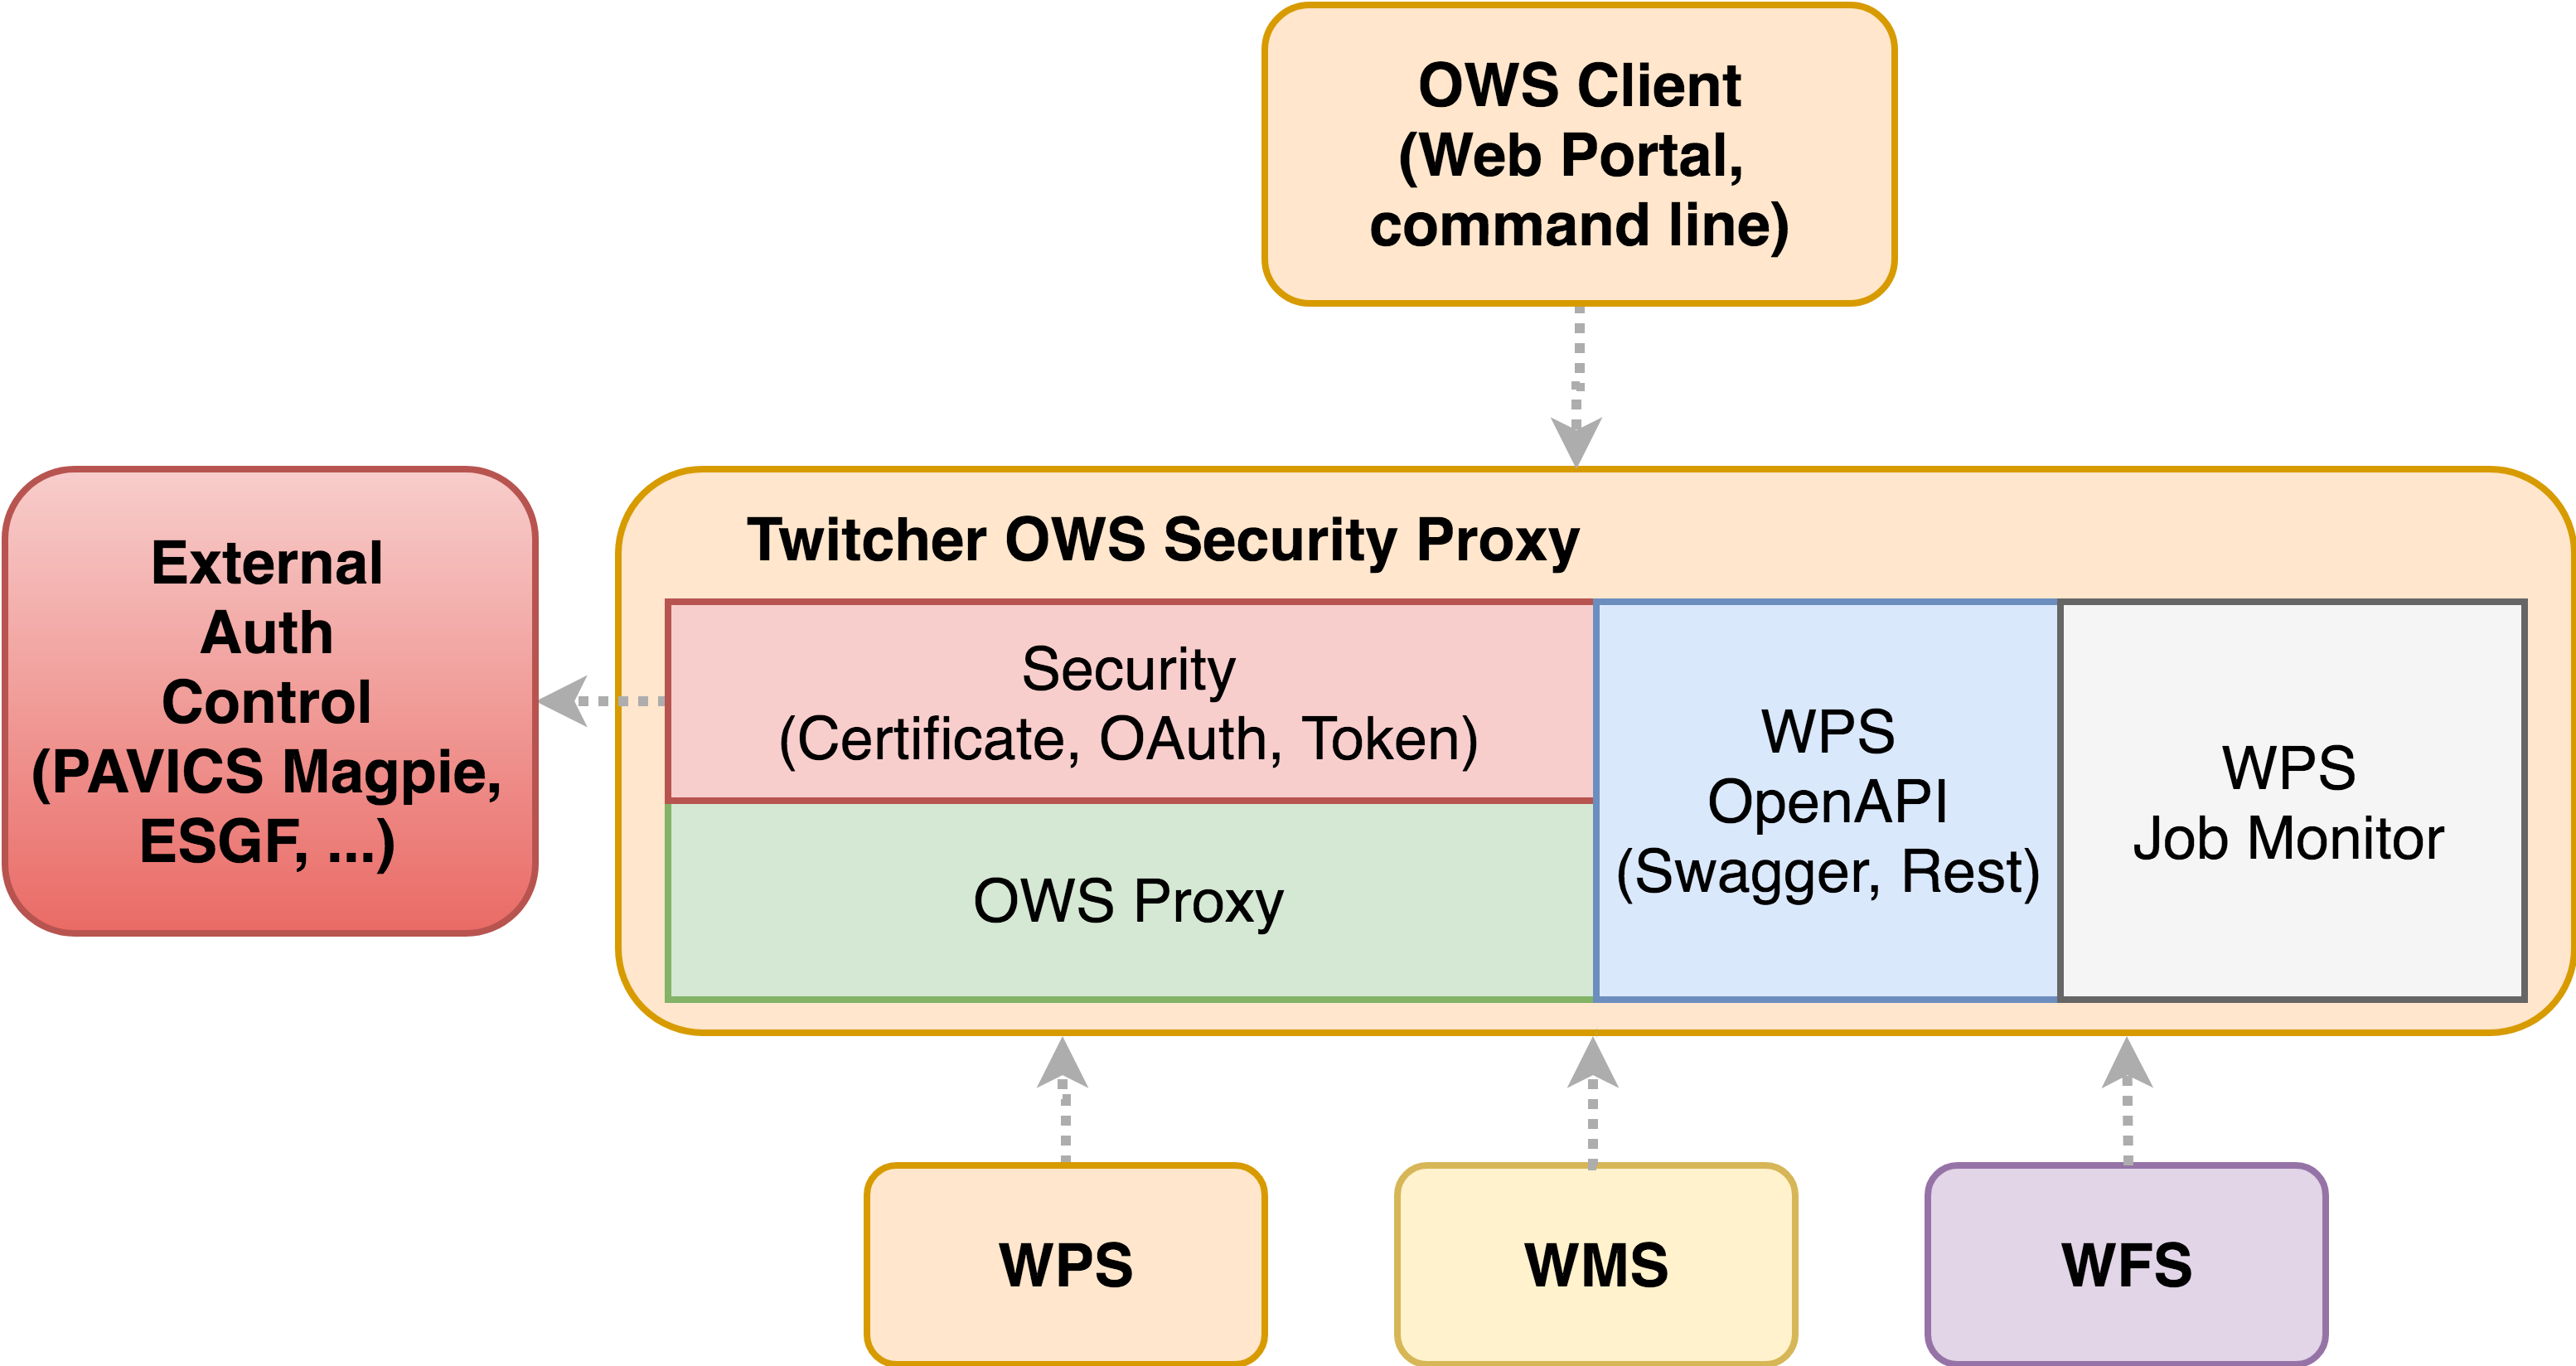 OWS Client
(Web Portal,
command line)
External
Auth
Control
(PAVICS Magpie,
ESGF, ...)
Twitcher OWS Security Proxy
Security
(Certificate, OAuth, Token)
OWS Proxy
WPS
OpenAPI
(Swagger, Rest)
WPS
Job Monitor
WPS
WMS
WFS